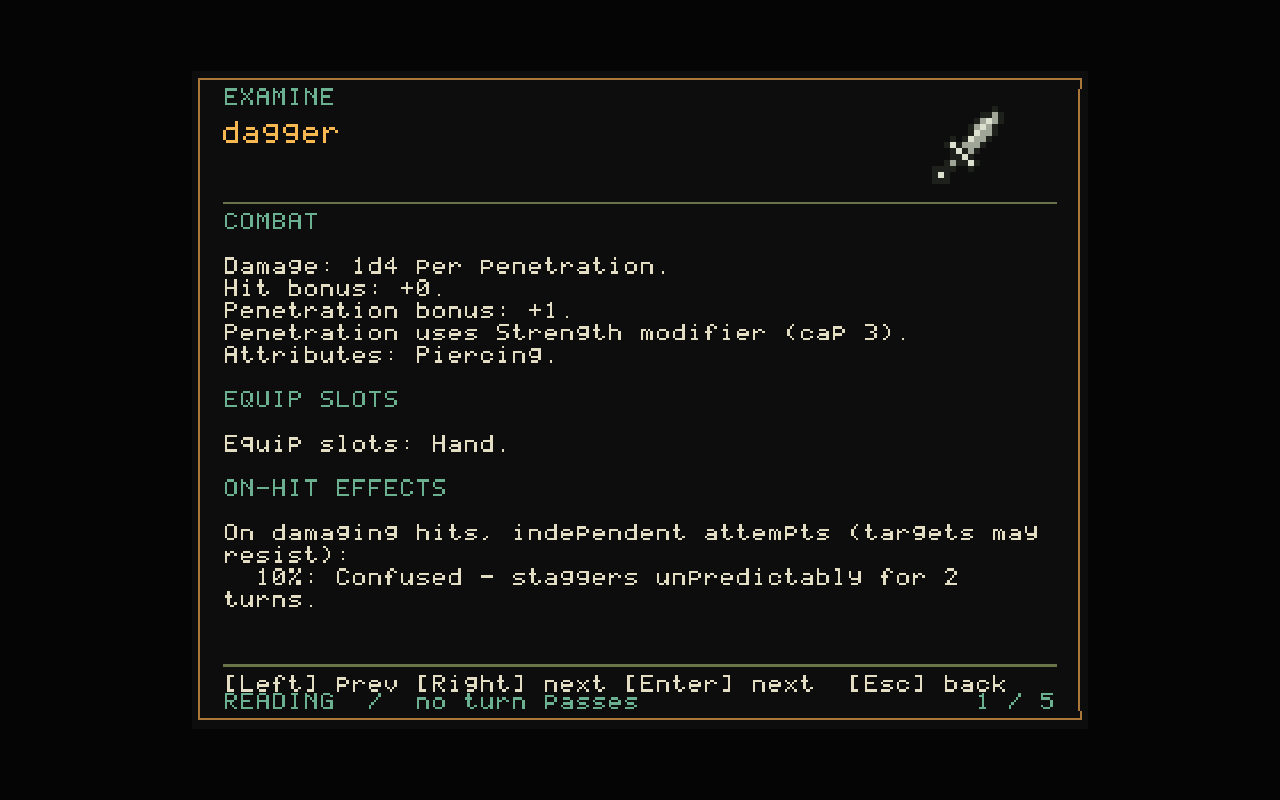 EXAMINE
dagger
COMBAT
Damage: 1d4 per penetration.
Hit bonus: +0.
Penetration bonus: +1.
Penetration uses Strength modifier (cap 3).
Attributes: Piercing.
EQUIP SLOTS
Equip slots: Hand.
ON-HIT EFFECTS
On damaging hits, independent attempts (targets may
resist):
10%: Confused - staggers unpredictably for 2
turns.
[Left] prev [Right] next [Enter] next [Esc] back
READING / no turn passes 1 / 5